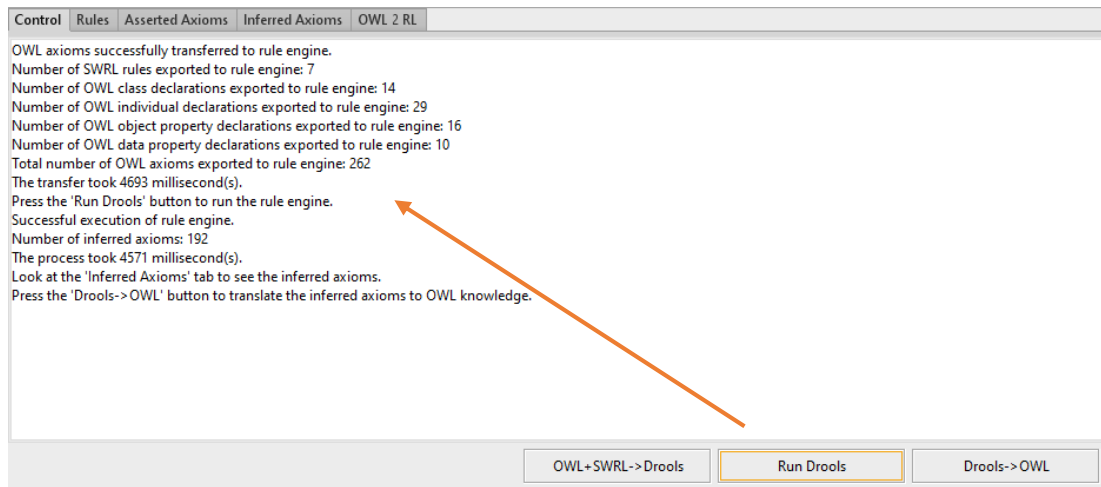 Control Rules Asserted Axioms Inferred Axioms OWL 2 RL
OWL axioms successfully transferred to rule engine.
Number of SWRL rules exported to rule engine: 7
Number of OWL class declarations exported to rule engine: 14
Number of OWL individual declarations exported to rule engine: 29
Number of OWL object property declarations exported to rule engine: 16
Number of OWL data property declarations exported to rule engine: 10
Total number of OWL axioms exported to rule engine: 262
The transfer took 4693 millisecond(s).
Press the 'Run Drools' button to run the rule engine.
Successful execution of rule engine.
Number of inferred axioms: 192
The process took 4571 millisecond(s).
Look at the 'Inferred Axioms' tab to see the inferred axioms.
Press the 'Drools->OWL' button to translate the inferred axioms to OWL knowledge.
OWL+SWRL->Drools Run Drools Drools->OWL